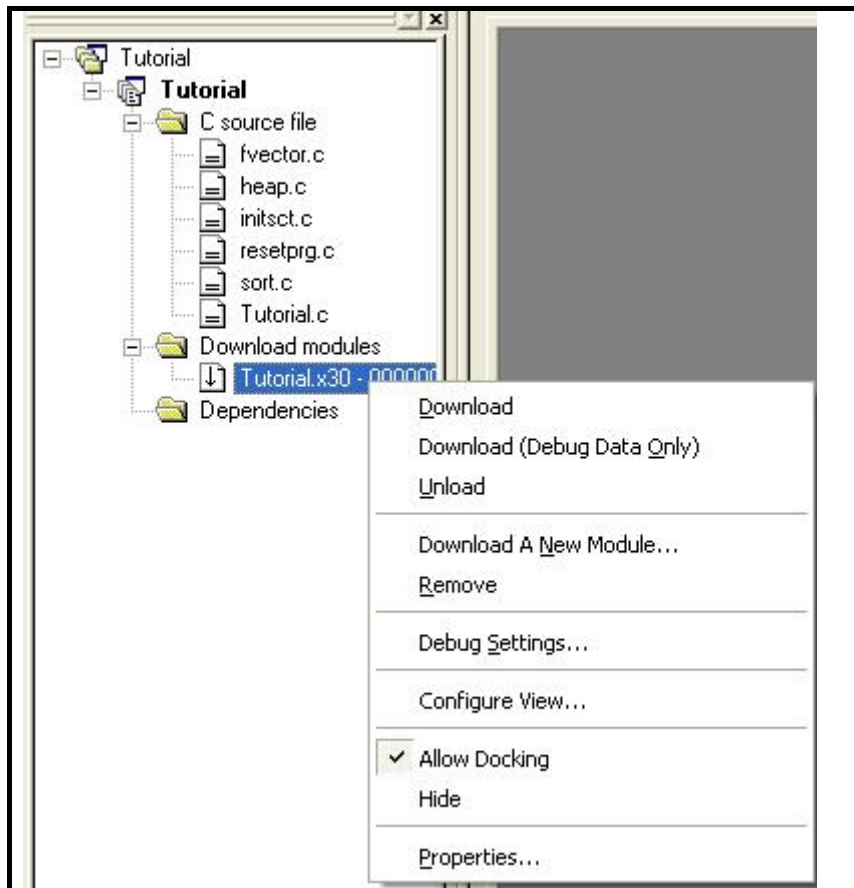 Tutorial
Tutorial
C source file
fvector.c
heap.c
initsct.c
resetprg.c
sort.c
Tutorial.c
Download modules
Tutorial.x30 - 000000
Dependencies
Download
Download (Debug Data Only)
Unload
Download A New Module...
Remove
Debug Settings...
Configure View...
Allow Docking
Hide
Properties...